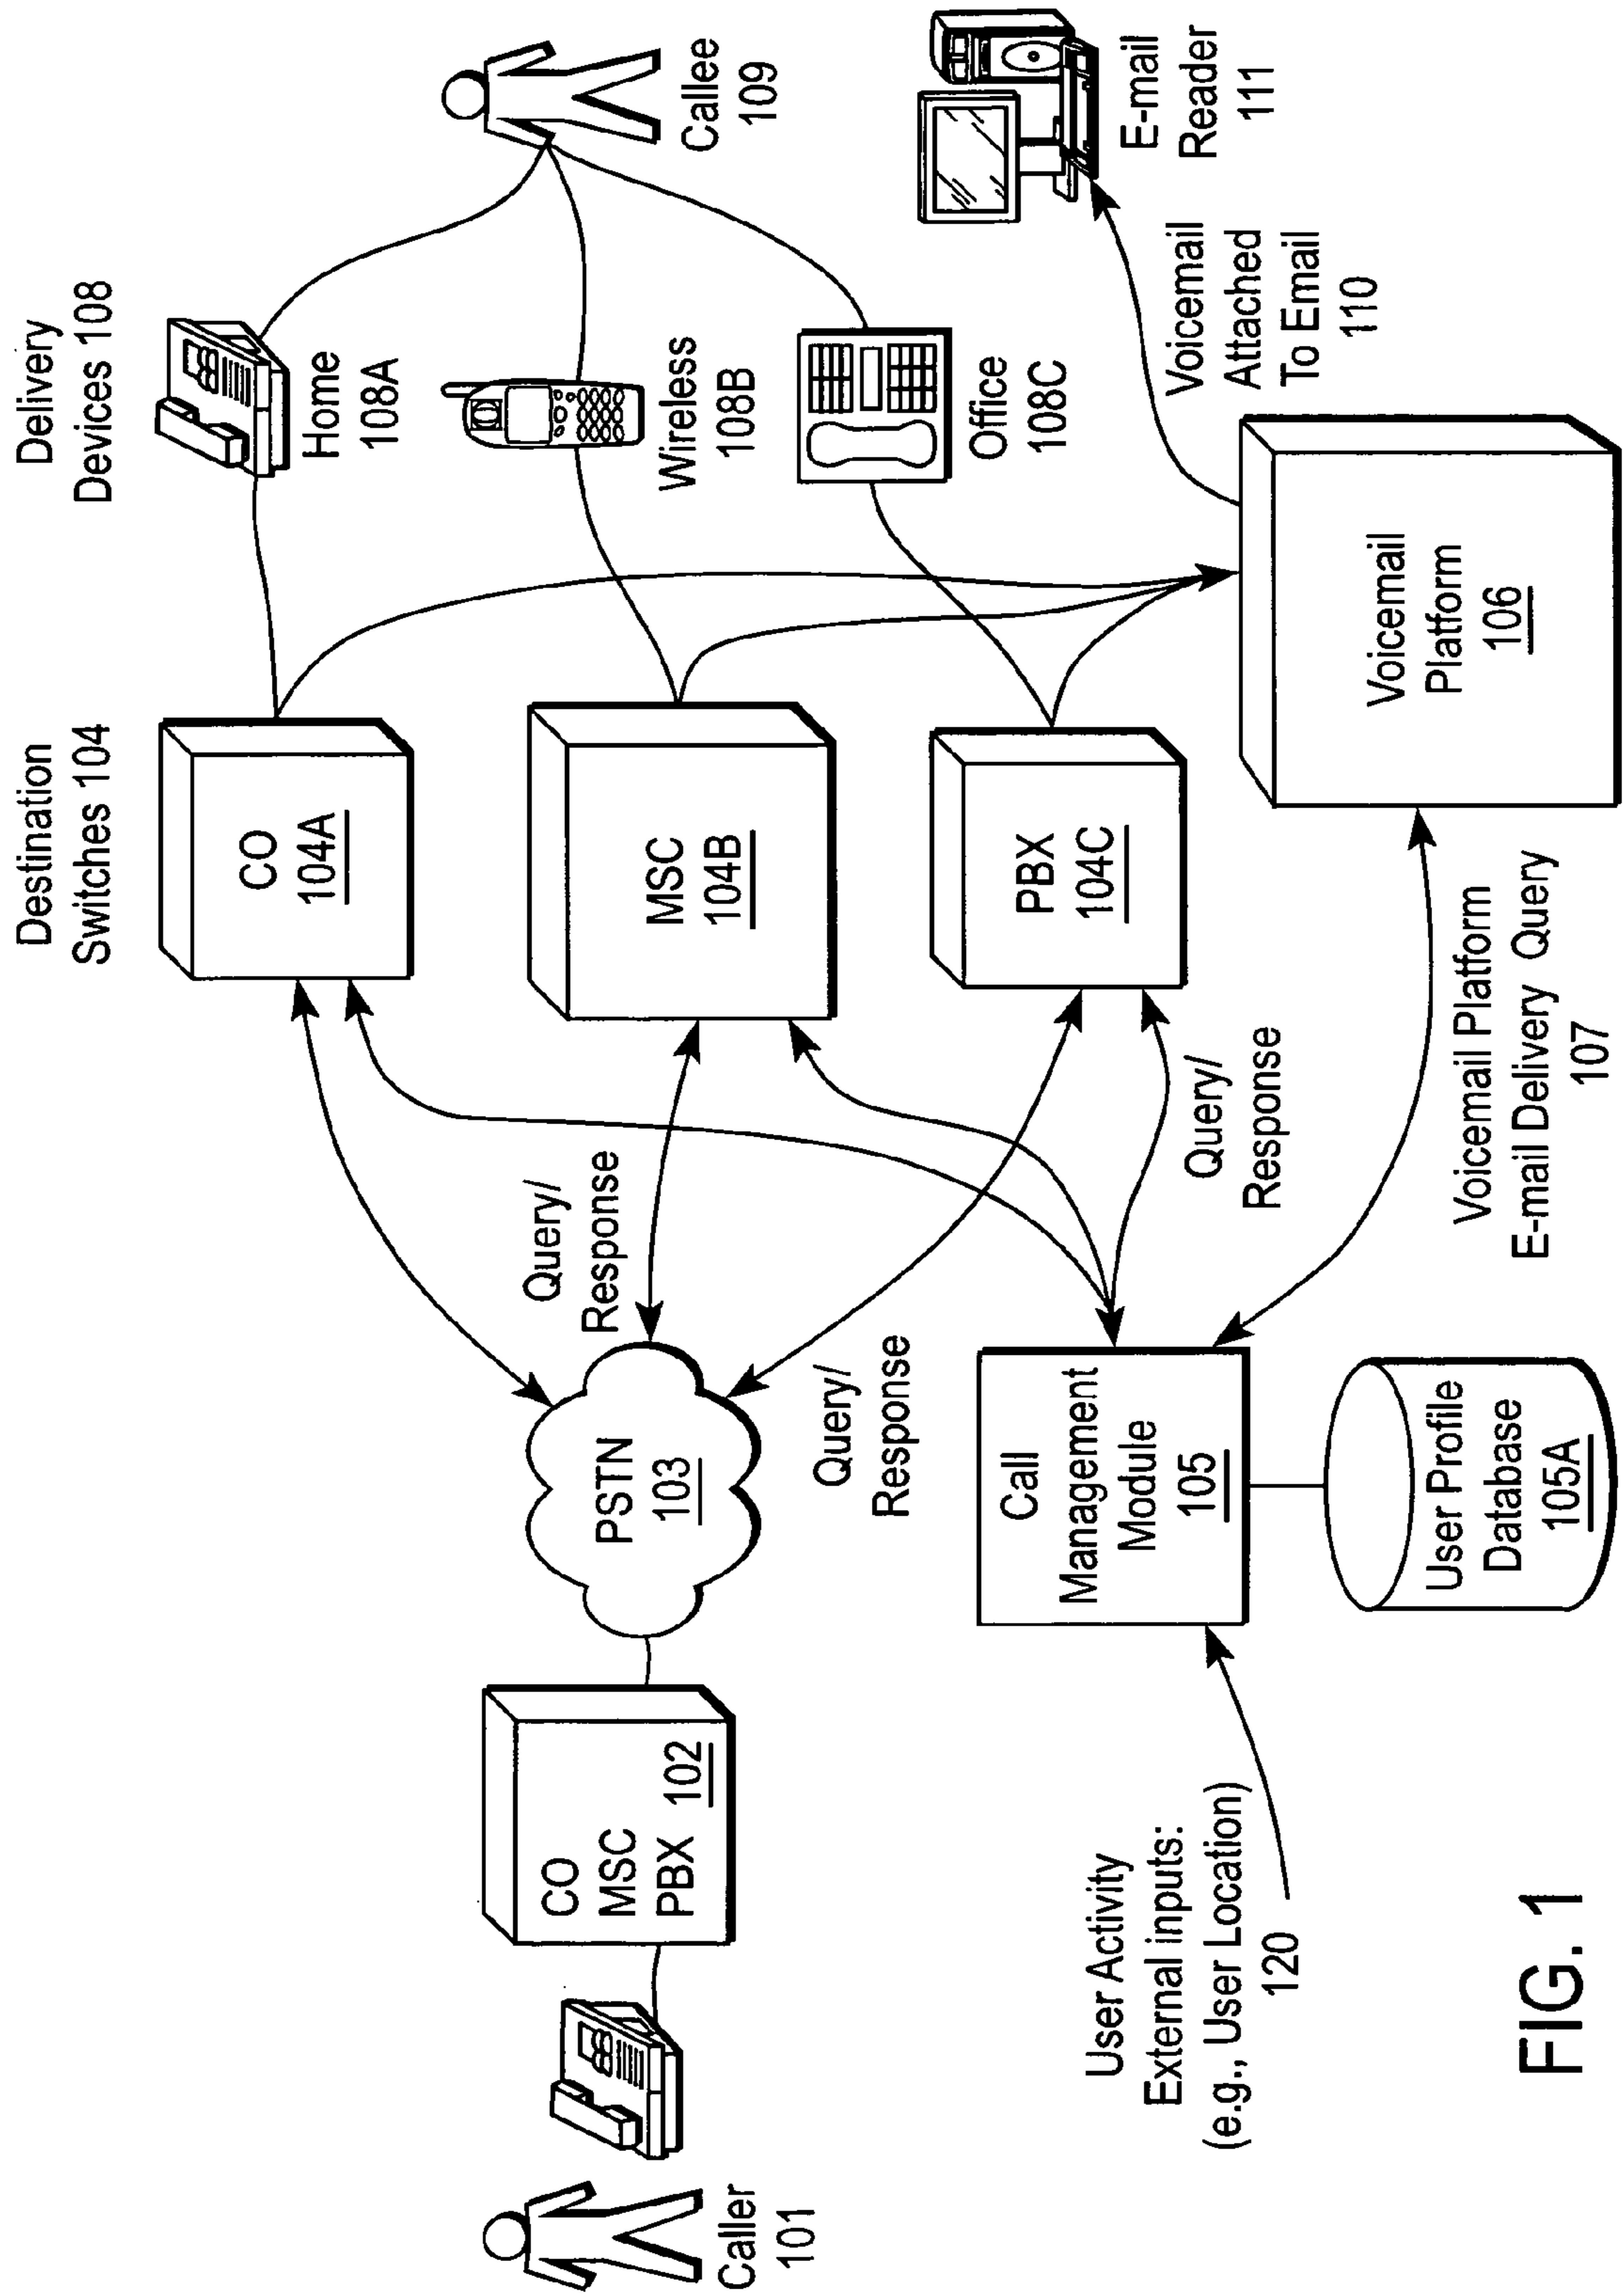 Caller
101
CO
MSC
PBX 102
PSTN
103
Query/
Response
Query/
Response
Query/
Response
Destination
Switches 104
CO
104A
MSC
104B
PBX
104C
Delivery
Devices 108
Home
108A
Wireless
108B
Office
108C
Callee
109
User Activity
External inputs:
(e.g., User Location)
120
Call
Management
Module
105
User Profile
Database
105A
Voicemail Platform
E-mail Delivery Query
107
Voicemail
Platform
106
Voicemail
Attached
To Email
110
E-mail
Reader
111
FIG. 1